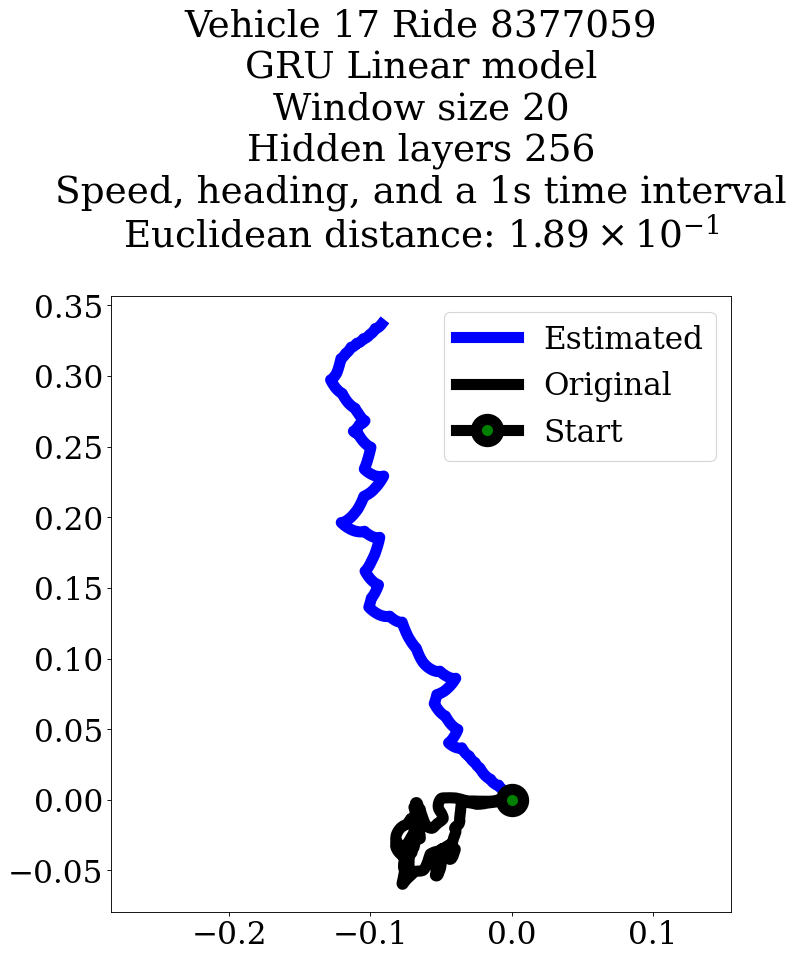 Vehicle 17 Ride 8377059
GRU Linear model
Window size 20
Hidden layers 256
Speed, heading, and a 1s time interval
Euclidean distance: 1.89 × 10⁻¹
0.35
0.30
0.25
0.20
0.15
0.10
0.05
0.00
−0.05
Estimated
Original
Start
−0.2 −0.1 0.0 0.1